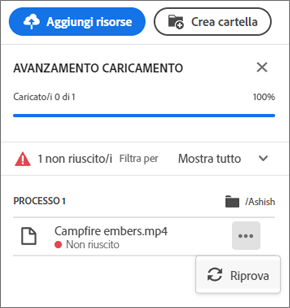 Aggiungi risorse Crea cartella
AVANZAMENTO CARICAMENTO
Caricato/i 0 di 1 100%
1 non riuscito/i Filtra per Mostra tutto
PROCESSO 1 /Ashish
Campfire embers.mp4
Non riuscito
Riprova